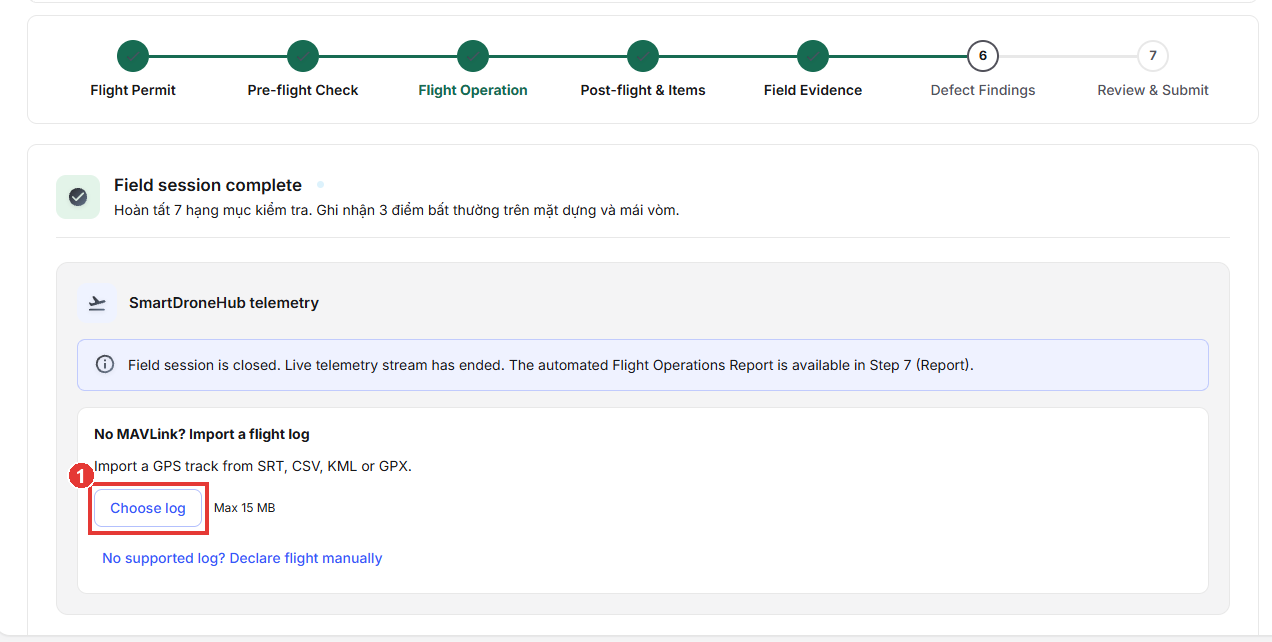 6
7
Flight Permit
Pre-flight Check
Flight Operation
Post-flight & Items
Field Evidence
Defect Findings
Review & Submit
Field session complete
Hoàn tất 7 hạng mục kiểm tra. Ghi nhận 3 điểm bất thường trên mặt dựng và mái vòm.
SmartDroneHub telemetry
Field session is closed. Live telemetry stream has ended. The automated Flight Operations Report is available in Step 7 (Report).
No MAVLink? Import a flight log
Import a GPS track from SRT, CSV, KML or GPX.
1
Choose log
Max 15 MB
No supported log? Declare flight manually